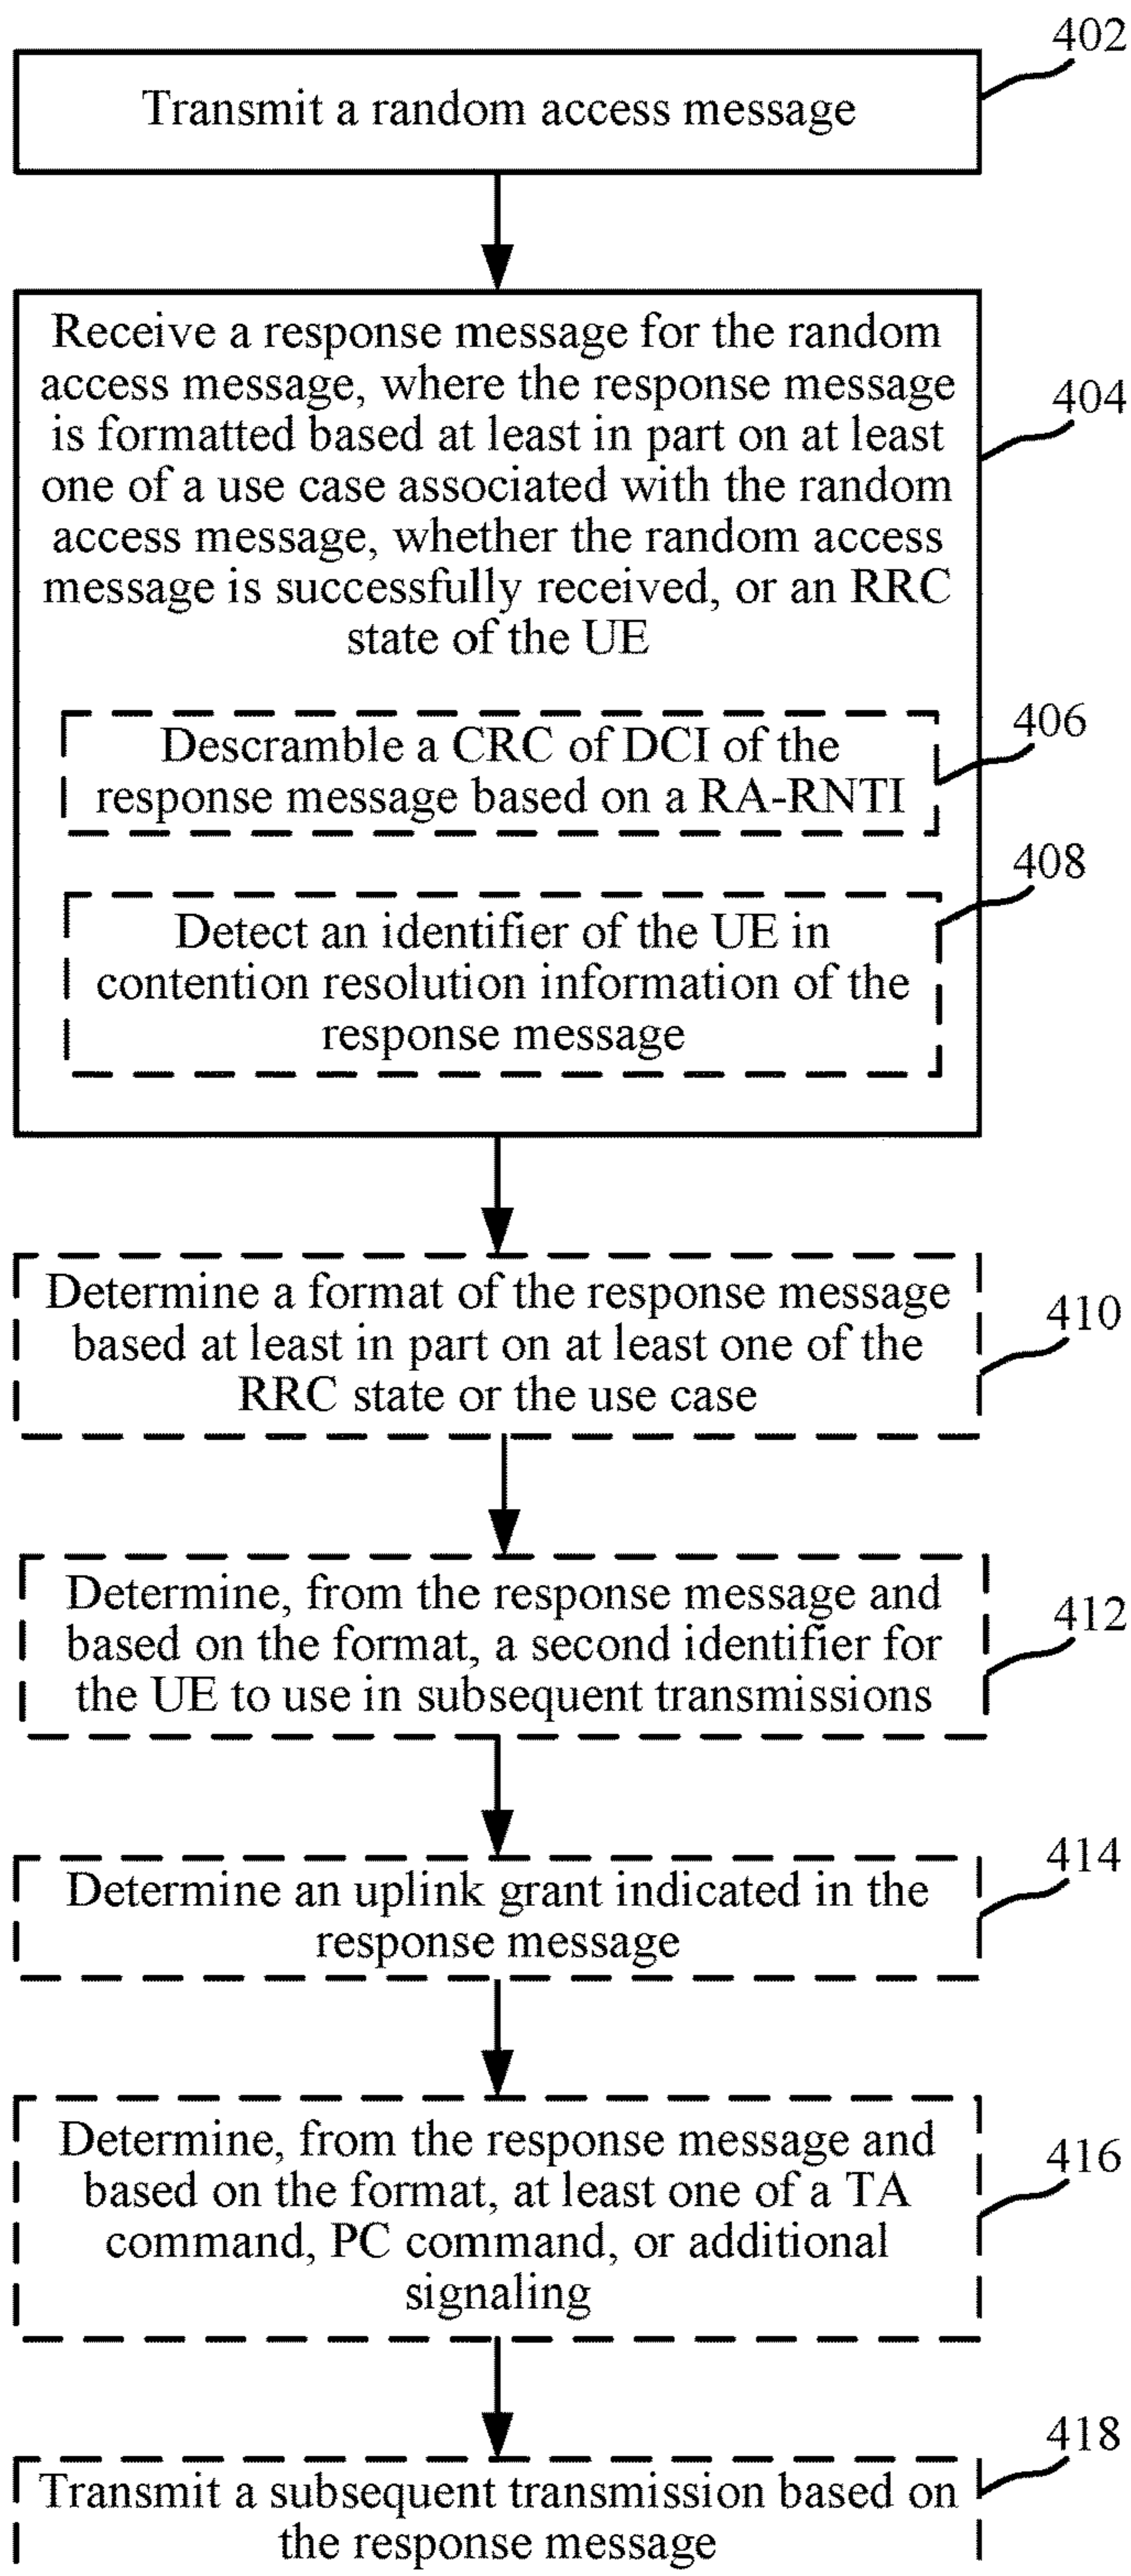 402
Transmit a random access message
Receive a response message for the random
access message, where the response message
is formatted based at least in part on at least
one of a use case associated with the random
access message, whether the random access
message is successfully received, or an RRC
state of the UE
404
Descramble a CRC of DCI of the
response message based on a RA-RNTI
406
Detect an identifier of the UE in
contention resolution information of the
response message
408
Determine a format of the response message
based at least in part on at least one of the
RRC state or the use case
410
Determine, from the response message and
based on the format, a second identifier for
the UE to use in subsequent transmissions
412
Determine an uplink grant indicated in the
response message
414
Determine, from the response message and
based on the format, at least one of a TA
command, PC command, or additional
signaling
416
Transmit a subsequent transmission based on
the response message
418